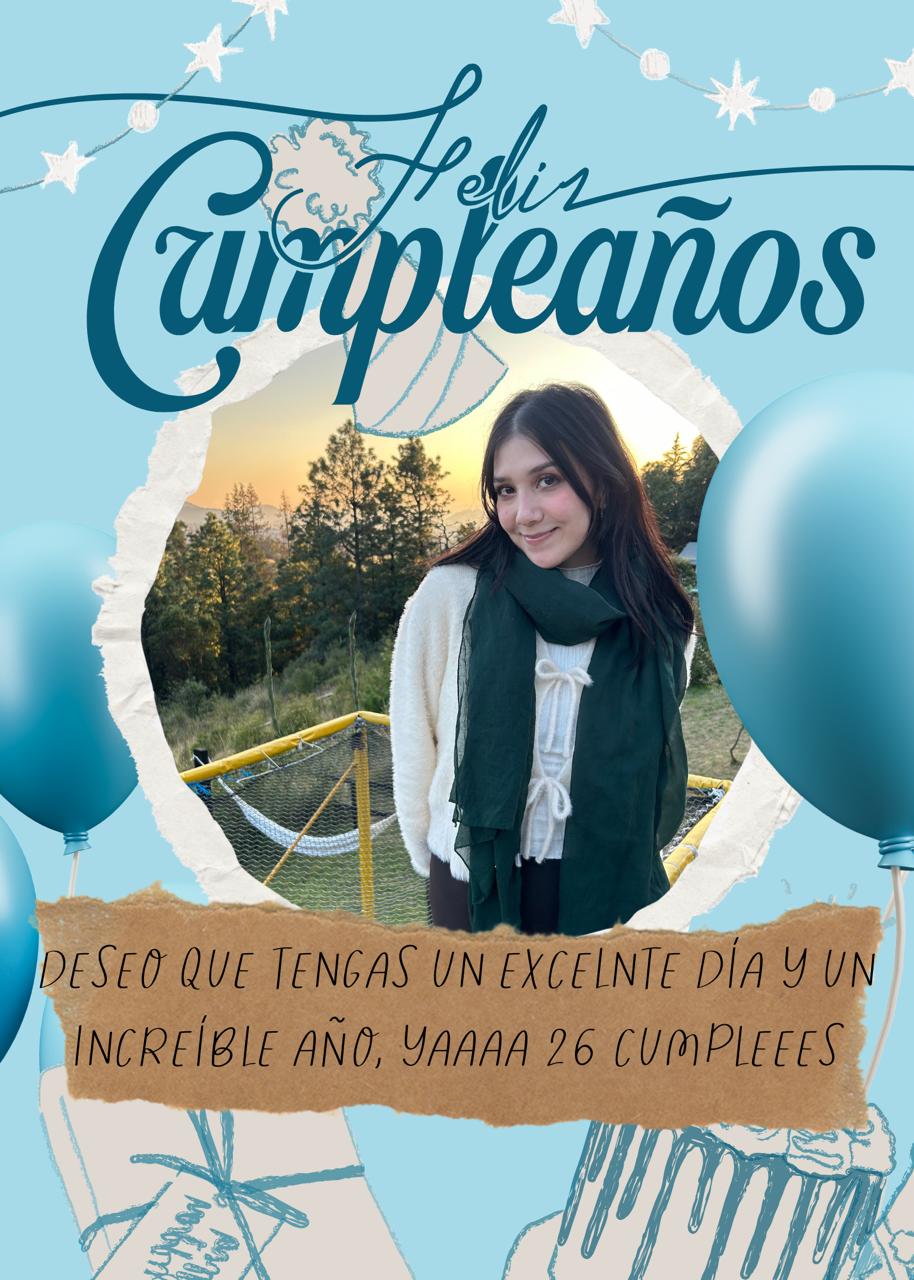 Feliz
Cumpleaños
DESEO QUE TENGAS UN EXCELNTE DÍA Y UN
INCREÍBLE AÑO, YAAAA 26 CUMPLEEES